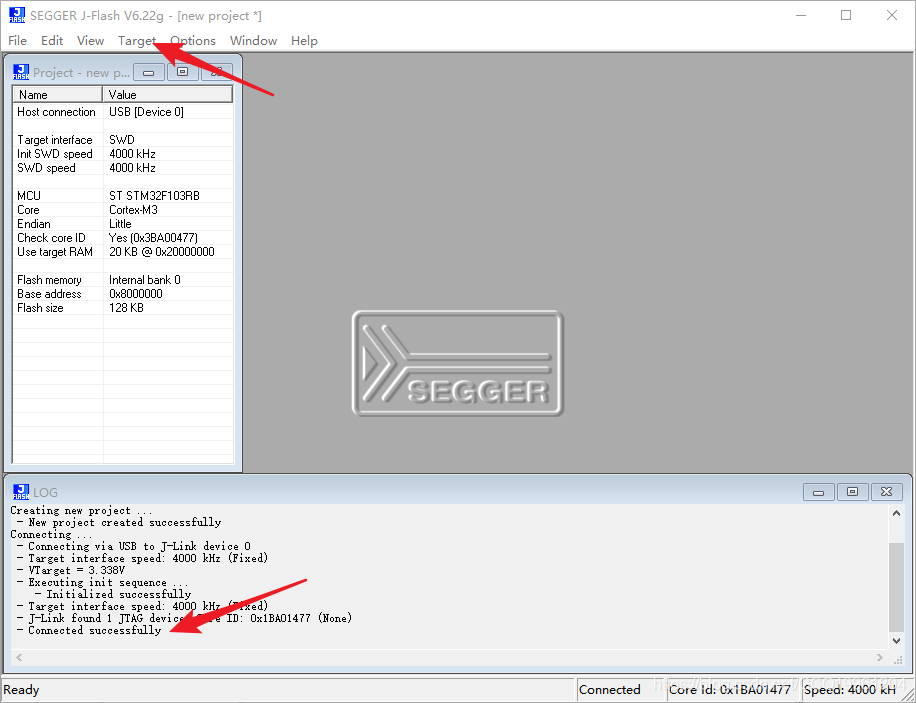 SEGGER J-Flash V6.22g - [new project *]
File Edit View Target Options Window Help
Project - new p...
Name Value
Host connection USB [Device 0]
Target interface SWD
Init SWD speed 4000 kHz
SWD speed 4000 kHz
MCU ST STM32F103RB
Core Cortex-M3
Endian Little
Check core ID Yes (0x3BA00477)
Use target RAM 20 KB @ 0x20000000
Flash memory Internal bank 0
Base address 0x8000000
Flash size 128 KB
SEGGER
LOG
Creating new project ...
- New project created successfully
Connecting ...
- Connecting via USB to J-Link device 0
- Target interface speed: 4000 kHz (Fixed)
- VTarget = 3.338V
- Executing init sequence ...
- Initialized successfully
- Target interface speed: 4000 kHz (Fixed)
- J-Link found 1 JTAG device. Core ID: 0x1BA01477 (None)
- Connected successfully
Ready
Connected
Core Id: 0x1BA01477
Speed: 4000 kH